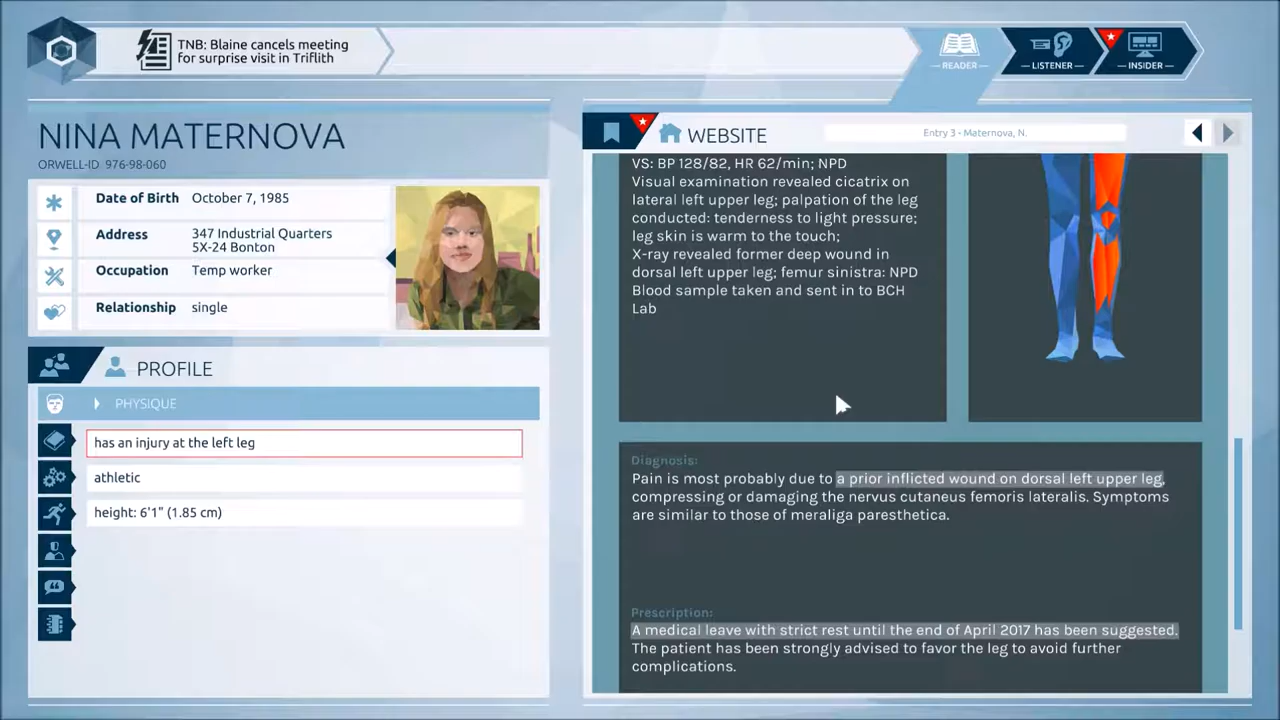 TNB: Blaine cancels meeting
for surprise visit in Triflith
— READER —
— LISTENER —
— INSIDER —
NINA MATERNOVA
ORWELL-ID 976-98-060
Date of Birth October 7, 1985
Address 347 Industrial Quarters
5X-24 Bonton
Occupation Temp worker
Relationship single
PROFILE
PHYSIQUE
has an injury at the left leg
athletic
height: 6'1" (1.85 cm)
WEBSITE
Entry 3 - Maternova, N.
VS: BP 128/82, HR 62/min; NPD
Visual examination revealed cicatrix on
lateral left upper leg; palpation of the leg
conducted: tenderness to light pressure;
leg skin is warm to the touch;
X-ray revealed former deep wound in
dorsal left upper leg; femur sinistra: NPD
Blood sample taken and sent in to BCH
Lab
Diagnosis:
Pain is most probably due to a prior inflicted wound on dorsal left upper leg,
compressing or damaging the nervus cutaneus femoris lateralis. Symptoms
are similar to those of meraliga paresthetica.
Prescription:
A medical leave with strict rest until the end of April 2017 has been suggested.
The patient has been strongly advised to favor the leg to avoid further
complications.